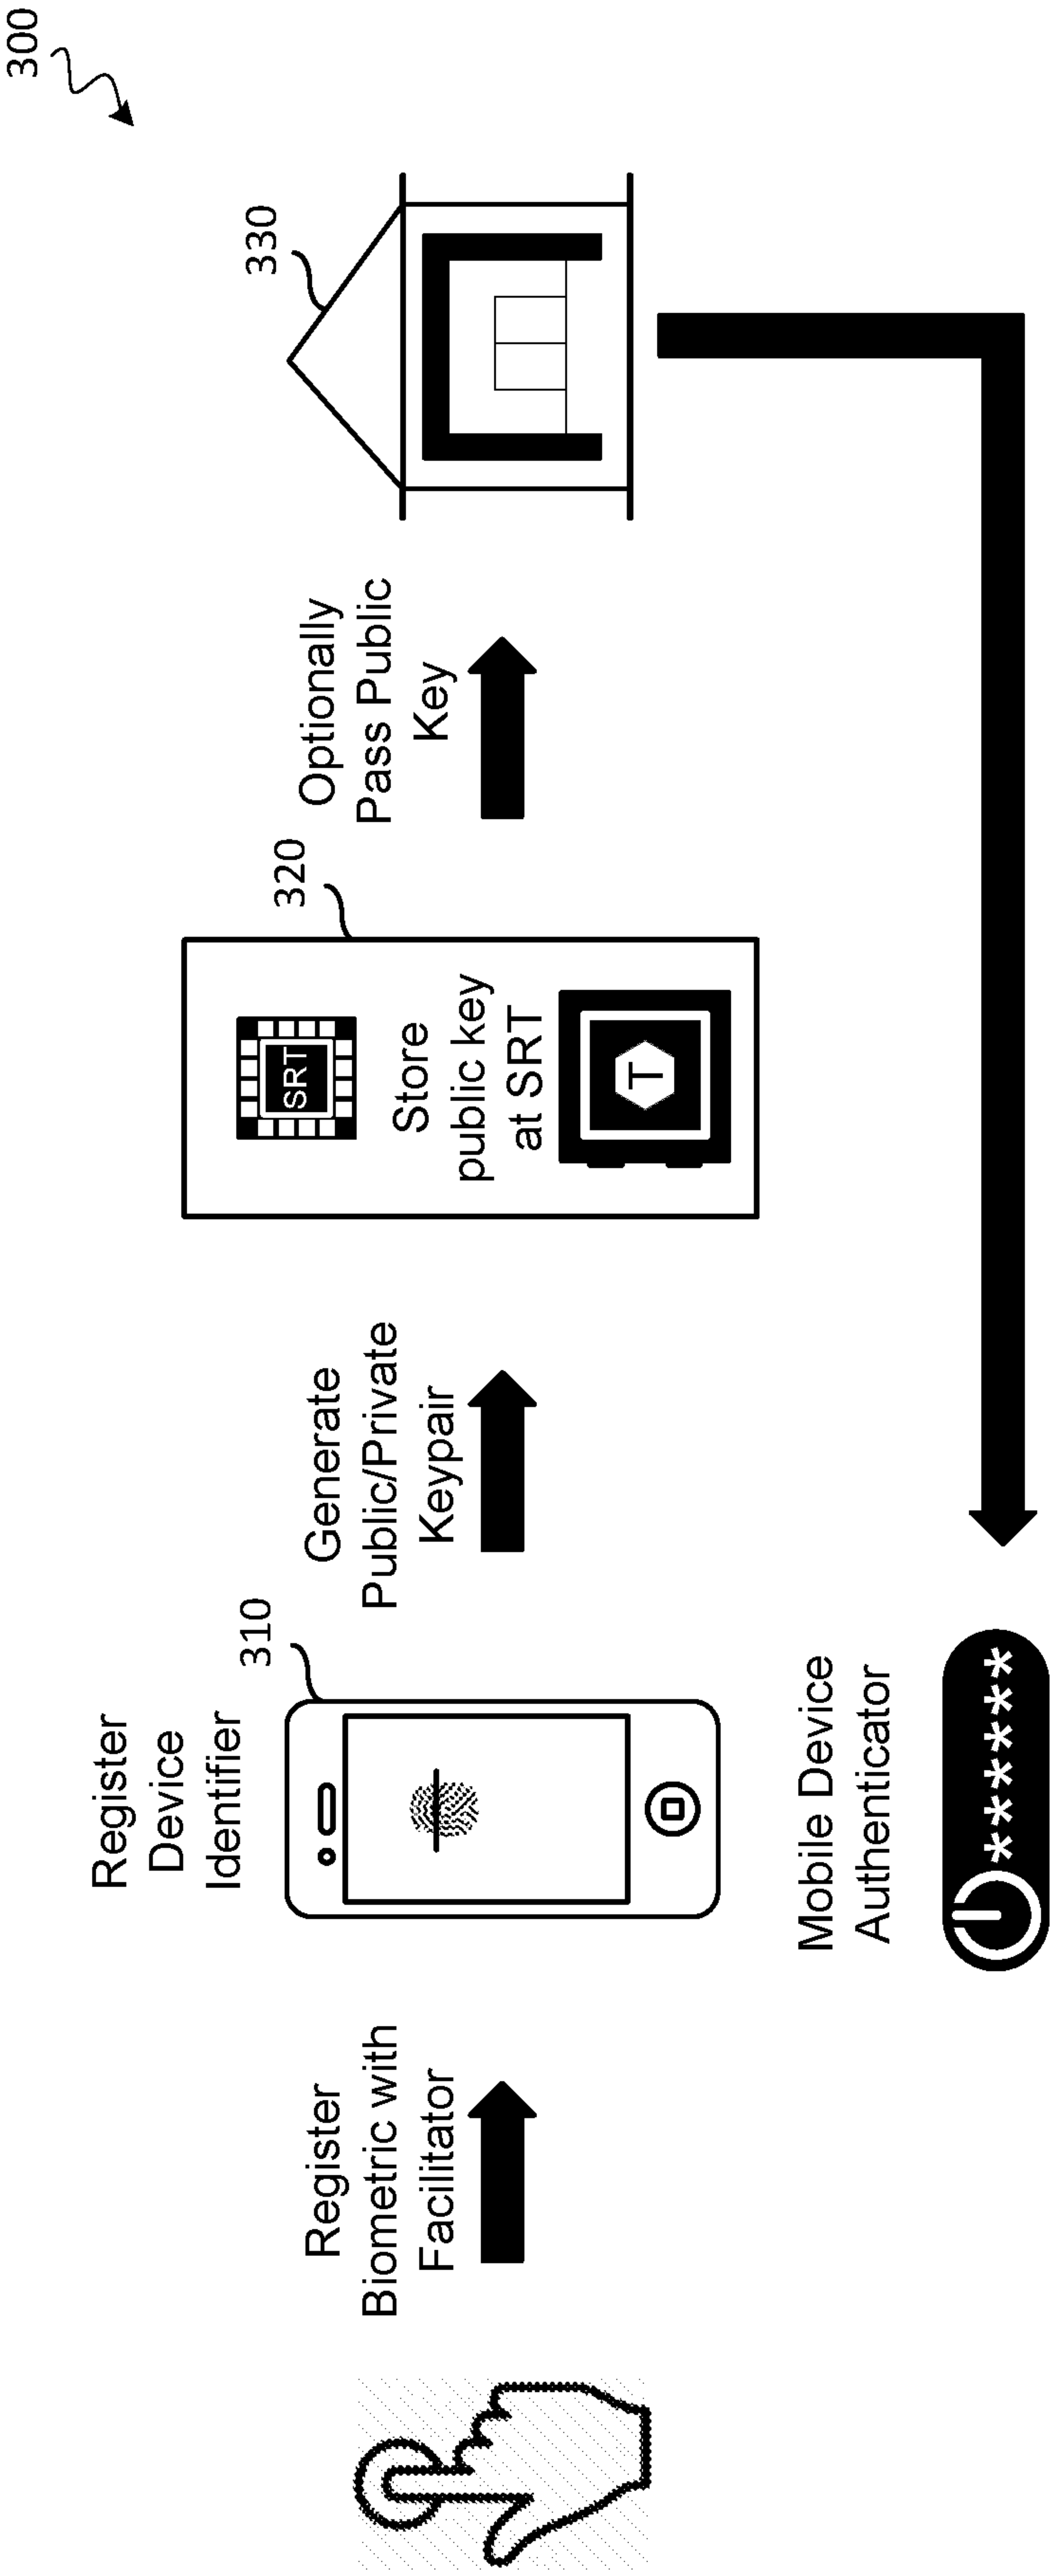 300
Register
Biometric with
Facilitator
Register
Device
Identifier
310
Generate
Public/Private
Keypair
320
SRT
Store
public key
at SRT
T
Optionally
Pass Public
Key
330
Mobile Device
Authenticator
******